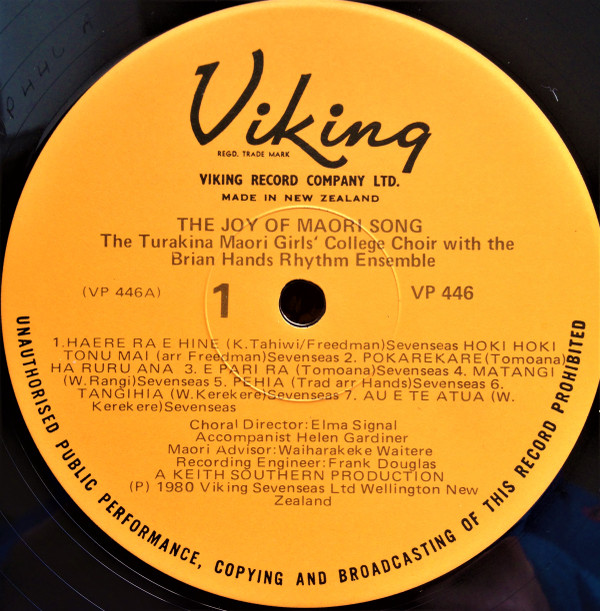 Viking
REGD. TRADE MARK
VIKING RECORD COMPANY LTD.
MADE IN NEW ZEALAND
THE JOY OF MAORI SONG
The Turakina Maori Girls' College Choir with the
Brian Hands Rhythm Ensemble
(VP 446A)
1
VP 446
1.HAERE RA E HINE (K.Tahiwi/Freedman)Sevenseas HOKI HOKI
TONU MAI (arr Freedman)Sevenseas 2. POKAREKARE(Tomoana)
HA RURU ANA 3. E PARI RA (Tomoana)Sevenseas 4. MATANGI
(W.Rangi)Sevenseas 5. PEHIA (Trad arr Hands)Sevenseas 6.
TANGIHIA (W.Kerekere)Sevenseas 7. AU E TE ATUA (W.
Kerekere)Sevenseas
Choral Director:Elma Signal
Accompanist Helen Gardiner
Maori Advisor:Waiharakeke Waitere
Recording Engineer:Frank Douglas
A KEITH SOUTHERN PRODUCTION
(P) 1980 Viking Sevenseas Ltd Wellington New
Zealand
UNAUTHORISED PUBLIC PERFORMANCE, COPYING AND BROADCASTING OF THIS RECORD PROHIBITED